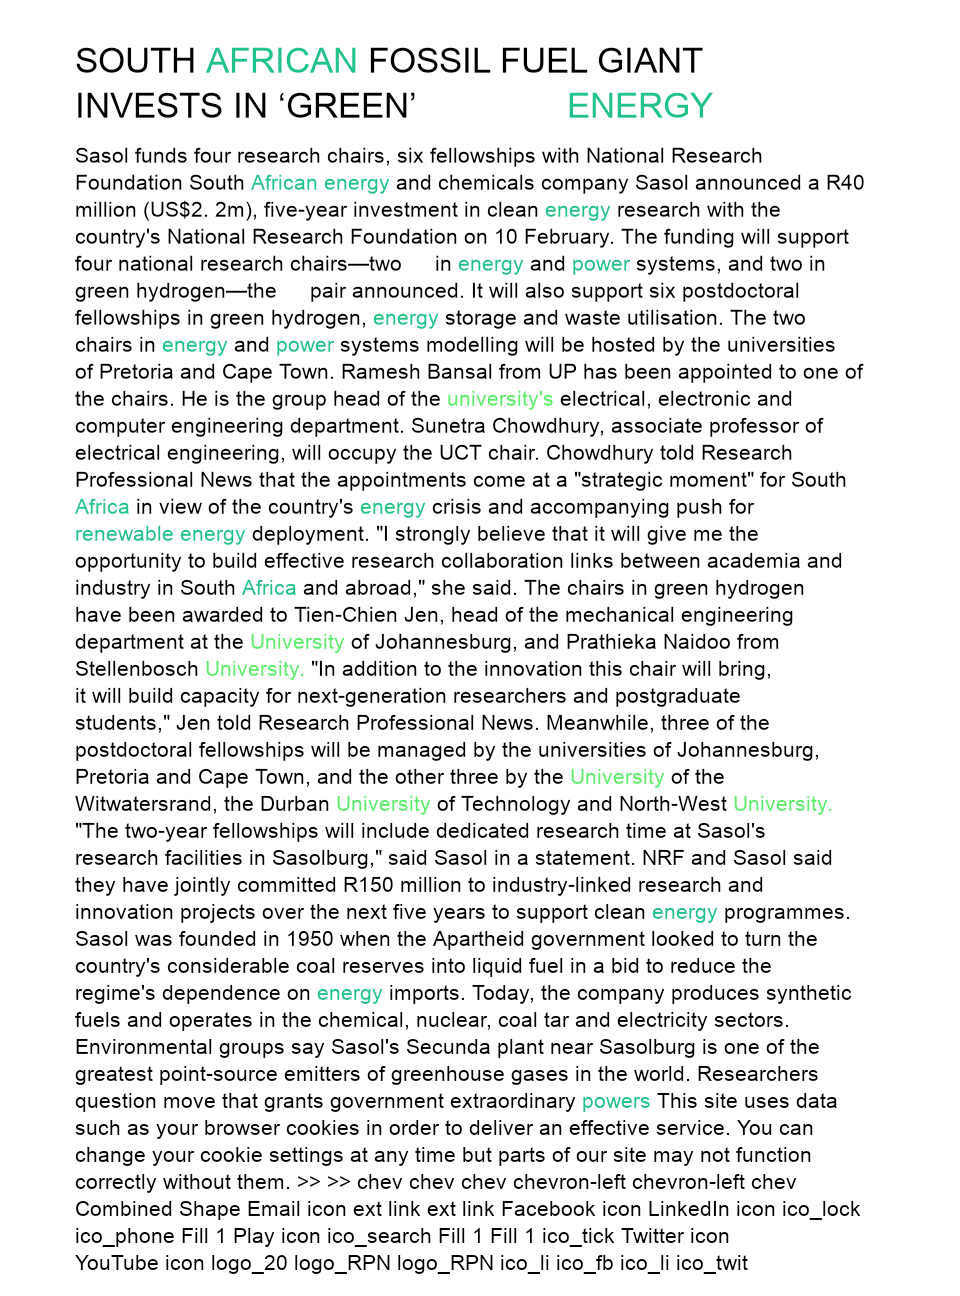 SOUTH AFRICAN FOSSIL FUEL GIANT
INVESTS IN ‘GREEN’ ENERGY
Sasol funds four research chairs, six fellowships with National Research
Foundation South African energy and chemicals company Sasol announced a R40
million (US$2. 2m), five-year investment in clean energy research with the
country's National Research Foundation on 10 February. The funding will support
four national research chairs—two in energy and power systems, and two in
green hydrogen—the pair announced. It will also support six postdoctoral
fellowships in green hydrogen, energy storage and waste utilisation. The two
chairs in energy and power systems modelling will be hosted by the universities
of Pretoria and Cape Town. Ramesh Bansal from UP has been appointed to one of
the chairs. He is the group head of the university's electrical, electronic and
computer engineering department. Sunetra Chowdhury, associate professor of
electrical engineering, will occupy the UCT chair. Chowdhury told Research
Professional News that the appointments come at a "strategic moment" for South
Africa in view of the country's energy crisis and accompanying push for
renewable energy deployment. "I strongly believe that it will give me the
opportunity to build effective research collaboration links between academia and
industry in South Africa and abroad," she said. The chairs in green hydrogen
have been awarded to Tien-Chien Jen, head of the mechanical engineering
department at the University of Johannesburg, and Prathieka Naidoo from
Stellenbosch University. "In addition to the innovation this chair will bring,
it will build capacity for next-generation researchers and postgraduate
students," Jen told Research Professional News. Meanwhile, three of the
postdoctoral fellowships will be managed by the universities of Johannesburg,
Pretoria and Cape Town, and the other three by the University of the
Witwatersrand, the Durban University of Technology and North-West University.
"The two-year fellowships will include dedicated research time at Sasol's
research facilities in Sasolburg," said Sasol in a statement. NRF and Sasol said
they have jointly committed R150 million to industry-linked research and
innovation projects over the next five years to support clean energy programmes.
Sasol was founded in 1950 when the Apartheid government looked to turn the
country's considerable coal reserves into liquid fuel in a bid to reduce the
regime's dependence on energy imports. Today, the company produces synthetic
fuels and operates in the chemical, nuclear, coal tar and electricity sectors.
Environmental groups say Sasol's Secunda plant near Sasolburg is one of the
greatest point-source emitters of greenhouse gases in the world. Researchers
question move that grants government extraordinary powers This site uses data
such as your browser cookies in order to deliver an effective service. You can
change your cookie settings at any time but parts of our site may not function
correctly without them. >> >> chev chev chev chevron-left chevron-left chev
Combined Shape Email icon ext link ext link Facebook icon LinkedIn icon ico_lock
ico_phone Fill 1 Play icon ico_search Fill 1 Fill 1 ico_tick Twitter icon
YouTube icon logo_20 logo_RPN logo_RPN ico_li ico_fb ico_li ico_twit